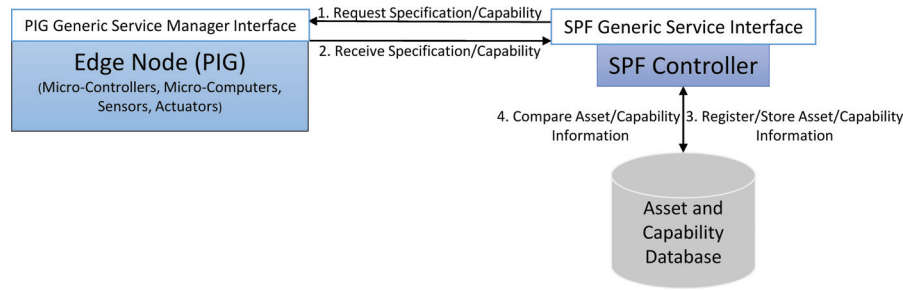 1. Request Specification/Capability
PIG Generic Service Manager Interface
SPF Generic Service Interface
2. Receive Specification/Capability
Edge Node (PIG)
(Micro-Controllers, Micro-Computers,
Sensors, Actuators)
SPF Controller
4. Compare Asset/Capability
Information
3. Register/Store Asset/Capability
Information
Asset and
Capability
Database